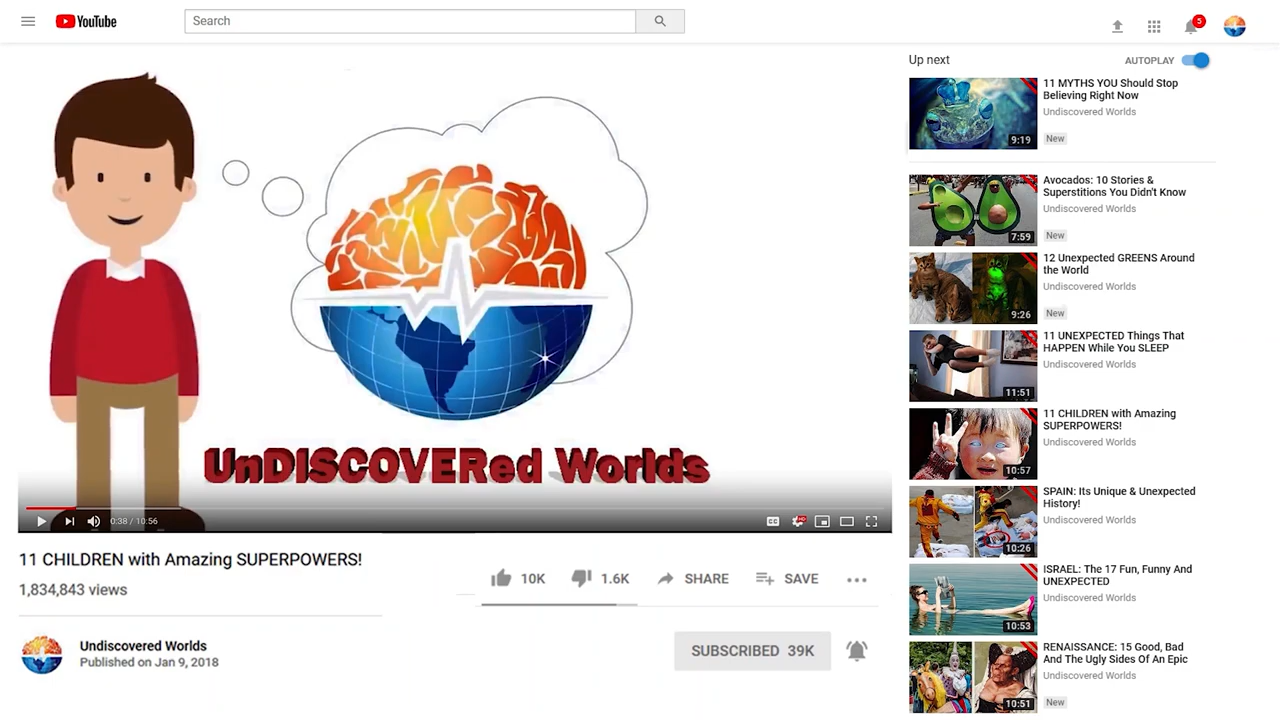 YouTube
Search
5
UnDISCOVERed Worlds
0:38 / 10:56
CC
HD
11 CHILDREN with Amazing SUPERPOWERS!
1,834,843 views
10K
1.6K
SHARE
SAVE
Undiscovered Worlds
Published on Jan 9, 2018
SUBSCRIBED 39K
Up next
AUTOPLAY
9:19
11 MYTHS YOU Should Stop
Believing Right Now
Undiscovered Worlds
New
7:59
Avocados: 10 Stories &
Superstitions You Didn't Know
Undiscovered Worlds
New
9:26
12 Unexpected GREENS Around
the World
Undiscovered Worlds
New
11:51
11 UNEXPECTED Things That
HAPPEN While You SLEEP
Undiscovered Worlds
10:57
11 CHILDREN with Amazing
SUPERPOWERS!
Undiscovered Worlds
10:26
SPAIN: Its Unique & Unexpected
History!
Undiscovered Worlds
10:53
ISRAEL: The 17 Fun, Funny And
UNEXPECTED
Undiscovered Worlds
10:51
RENAISSANCE: 15 Good, Bad
And The Ugly Sides Of An Epic
Undiscovered Worlds
New